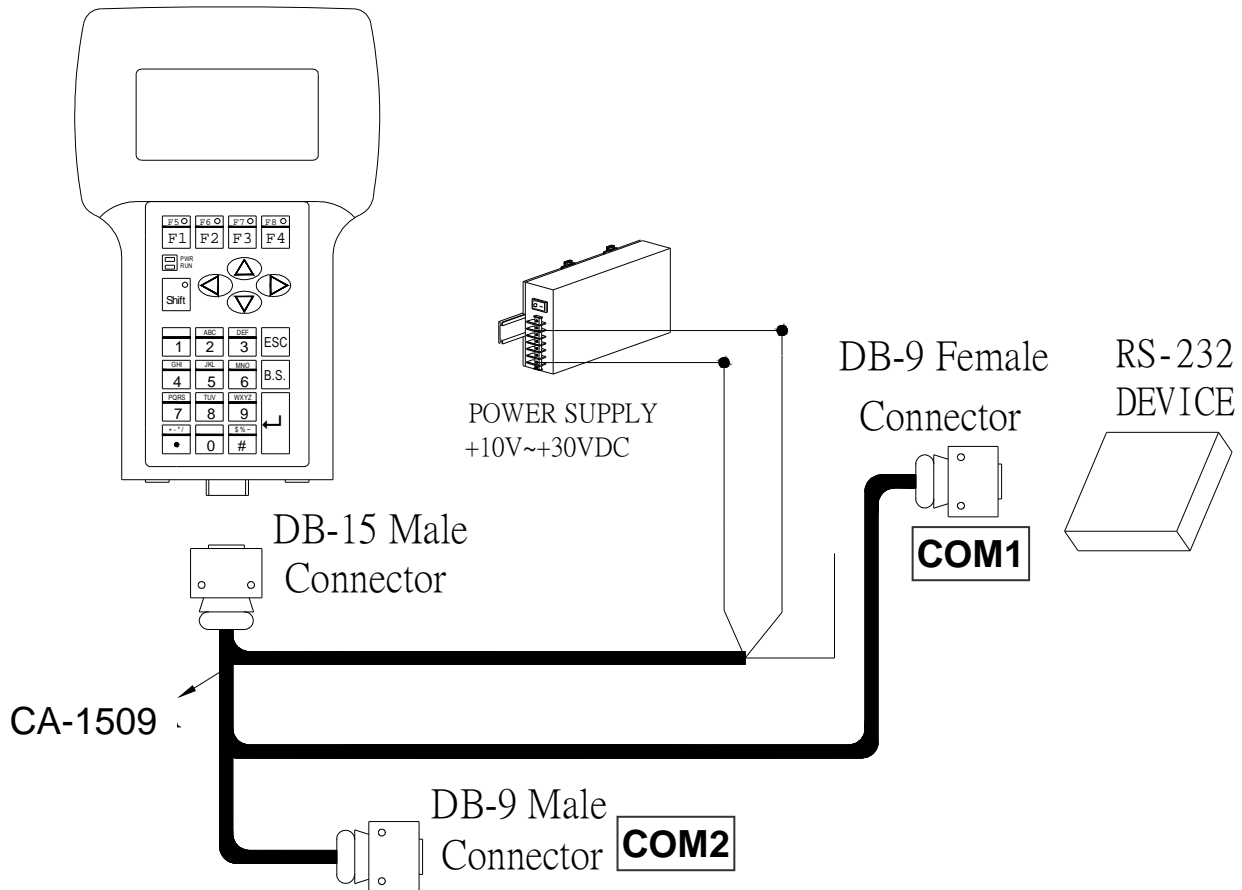 F5 F6 F7 F8
F1 F2 F3 F4
PWR
RUN
Shift
ABC DEF
1 2 3 ESC
GHI JKL MNO
4 5 6 B.S.
PQRS TUV WXYZ
7 8 9
+-*/ $%~
• 0 #
POWER SUPPLY
+10V~+30VDC
DB-9 Female
Connector
COM1
RS-232
DEVICE
DB-15 Male
Connector
CA-1509
DB-9 Male
Connector
COM2